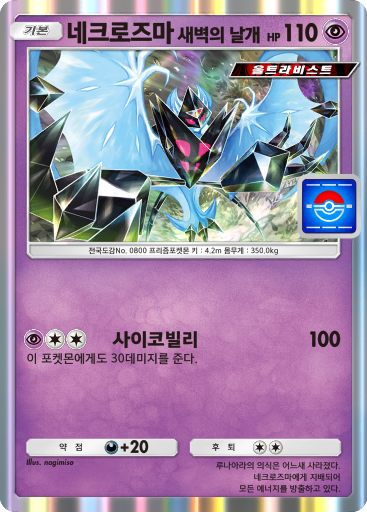 기본 네크로즈마 새벽의 날개 HP 110
울트라비스트
전국도감No. 0800 프리즘포켓몬 키 : 4.2m 몸무게 : 350.0kg
사이코빌리 100
이 포켓몬에게도 30데미지를 준다.
약 점 +20 후 퇴
Illus. nagimiso
루나아라의 의식은 어느새 사라졌다.
네크로즈마에게 지배되어
모든 에너지를 방출하고 있다.